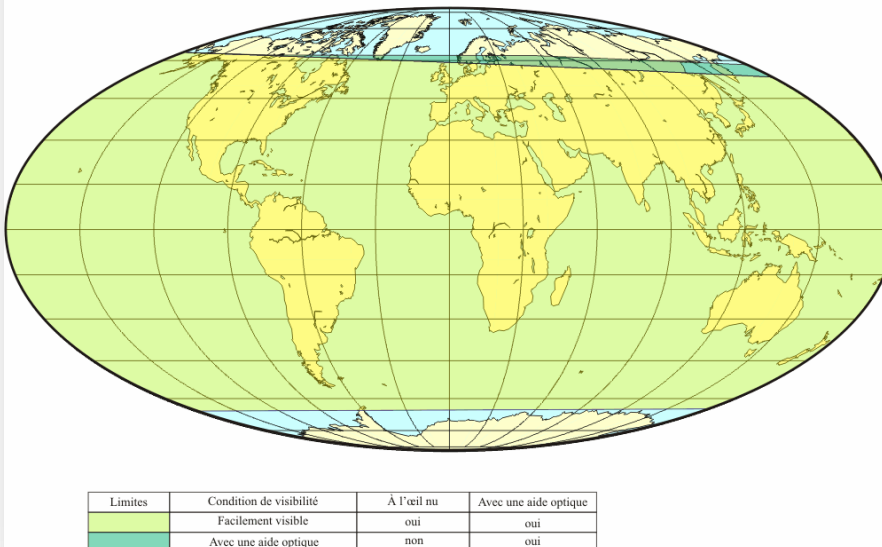 Limites Condition de visibilité À l’œil nu Avec une aide optique
Facilement visible oui oui
Avec une aide optique non oui